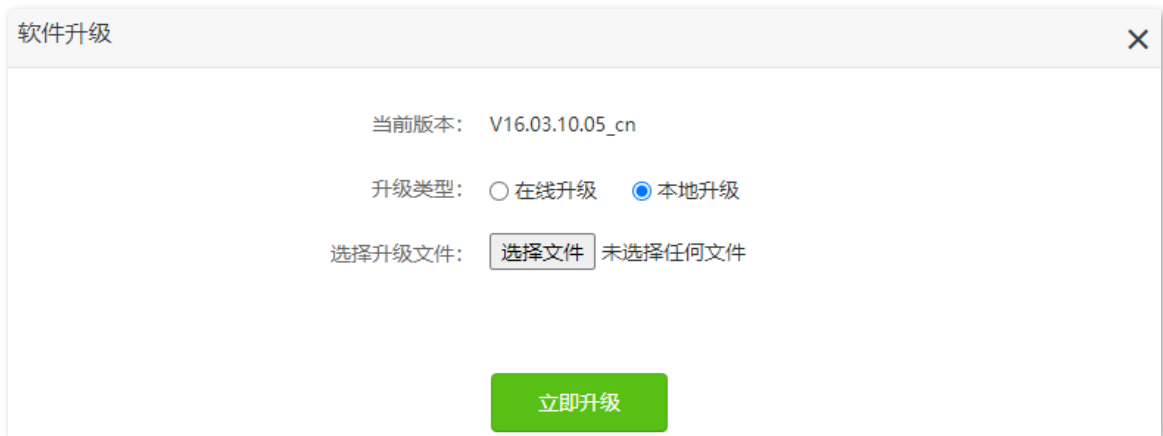 软件升级
当前版本： V16.03.10.05_cn
升级类型： 在线升级 本地升级
选择升级文件： 选择文件 未选择任何文件
立即升级